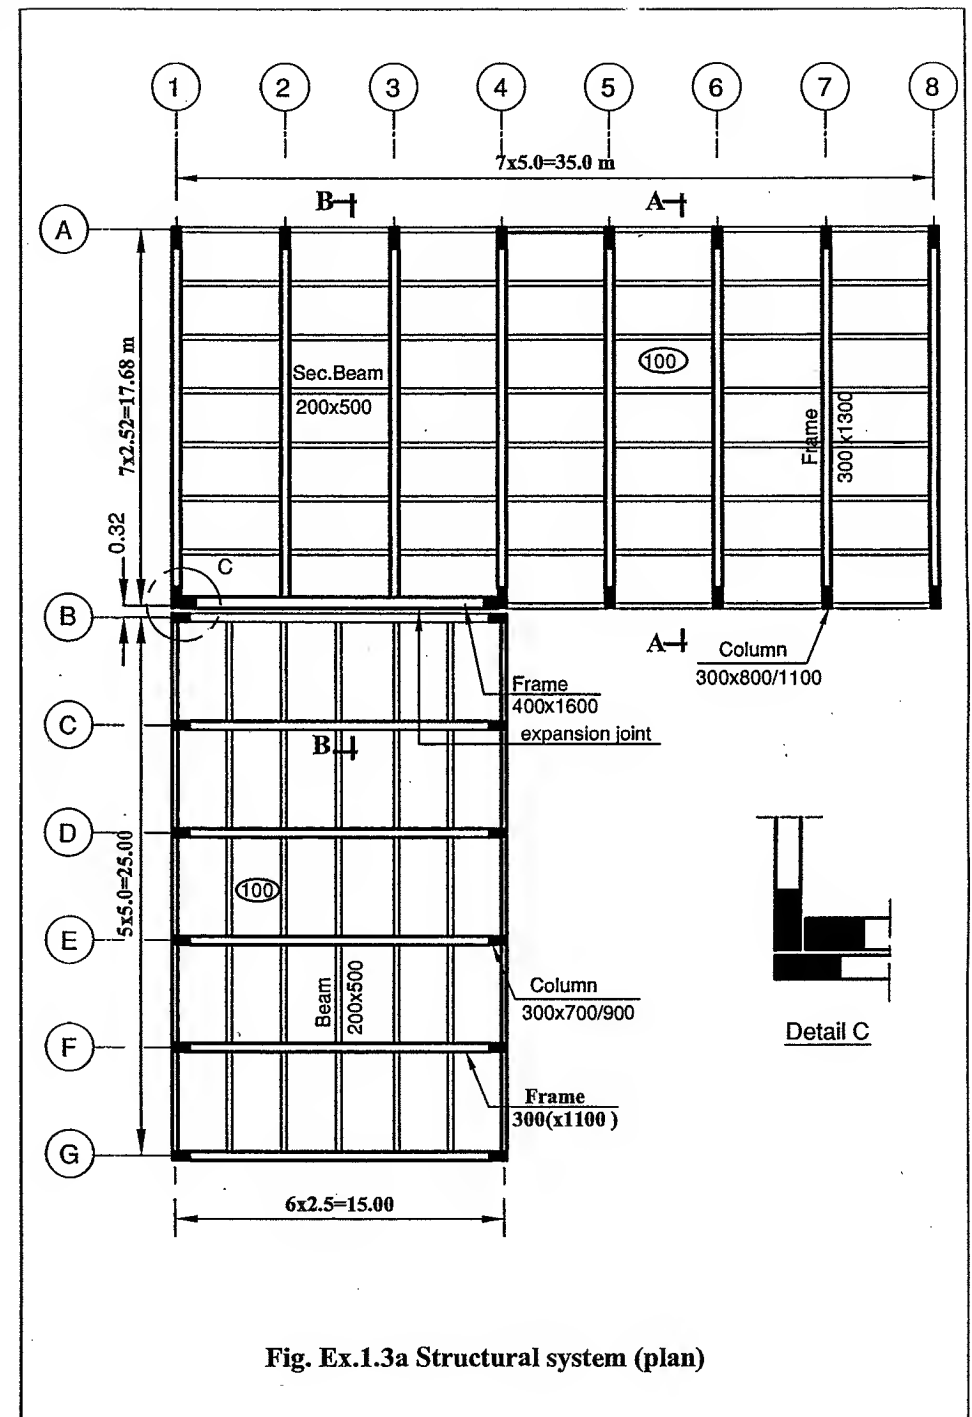 1 2 3 4 5 6 7 8
7x5.0=35.0 m
B A
A
7x2.52=17.68 m
Sec.Beam
200x500
100
Frame
300x1300
0.32
C
B
A
Column
300x800/1100
Frame
400x1600
expansion joint
C
B
D
5x5.0=25.00
100
E
Beam
200x500
Column
300x700/900
Detail C
F
Frame
300(x1100 )
G
6x2.5=15.00
Fig. Ex.1.3a Structural system (plan)